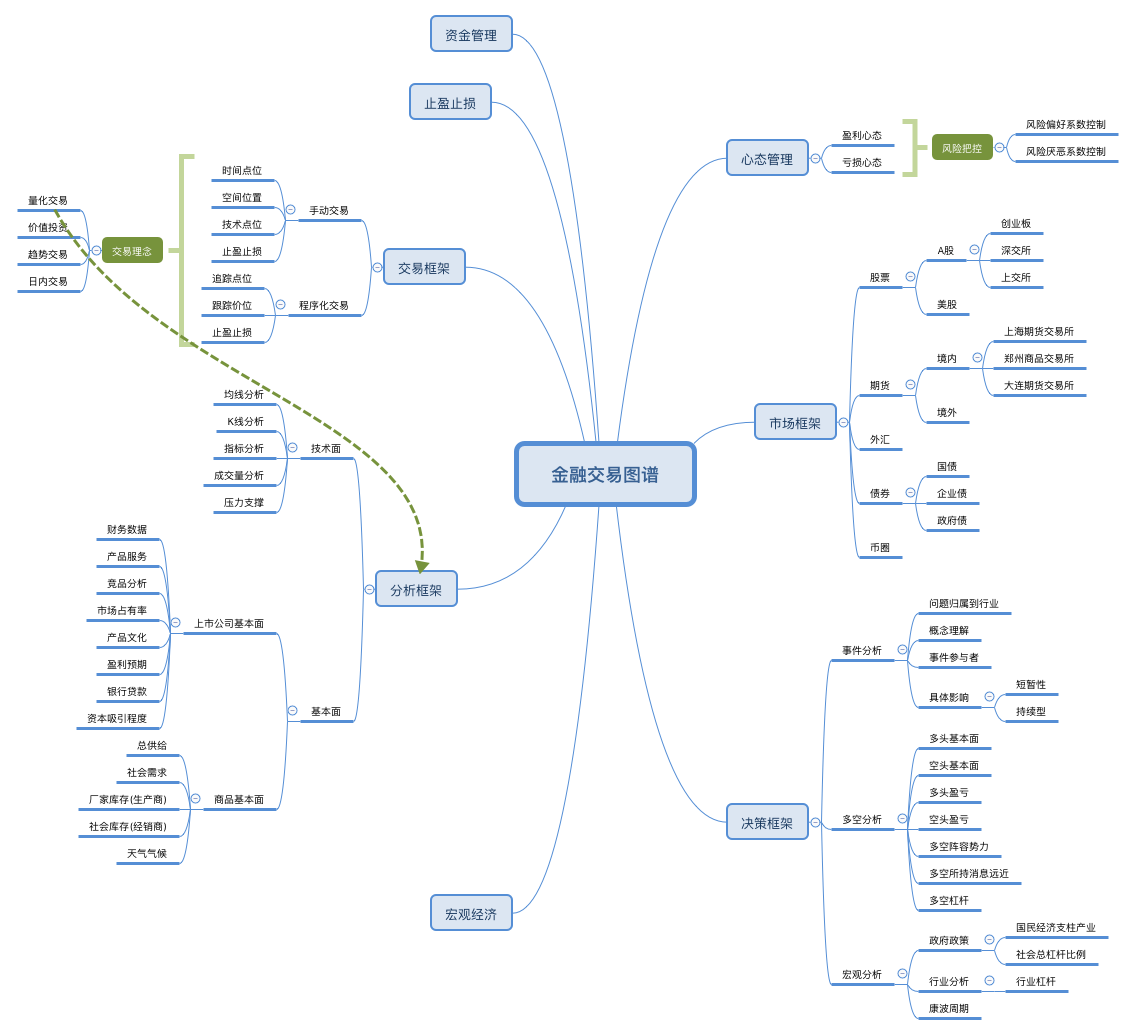 金融交易图谱
资金管理
止盈止损
交易框架
手动交易
时间点位
空间位置
技术点位
止盈止损
程序化交易
追踪点位
跟踪价位
止盈止损
交易理念
量化交易
价值投资
趋势交易
日内交易
分析框架
技术面
均线分析
K线分析
指标分析
成交量分析
压力支撑
基本面
上市公司基本面
财务数据
产品服务
竟品分析
市场占有率
产品文化
盈利预期
银行贷款
资本吸引程度
商品基本面
总供给
社会需求
厂家库存(生产商)
社会库存(经销商)
天气气候
宏观经济
心态管理
盈利心态
亏损心态
风险把控
风险偏好系数控制
风险厌恶系数控制
市场框架
股票
A股
创业板
深交所
上交所
美股
期货
境内
上海期货交易所
郑州商品交易所
大连期货交易所
境外
外汇
债券
国债
企业债
政府债
币圈
决策框架
事件分析
问题归属到行业
概念理解
事件参与者
具体影响
短暂性
持续型
多空分析
多头基本面
空头基本面
多头盈亏
空头盈亏
多空阵容势力
多空所持消息远近
多空杠杆
宏观分析
政府政策
国民经济支柱产业
社会总杠杆比例
行业分析
行业杠杆
康波周期